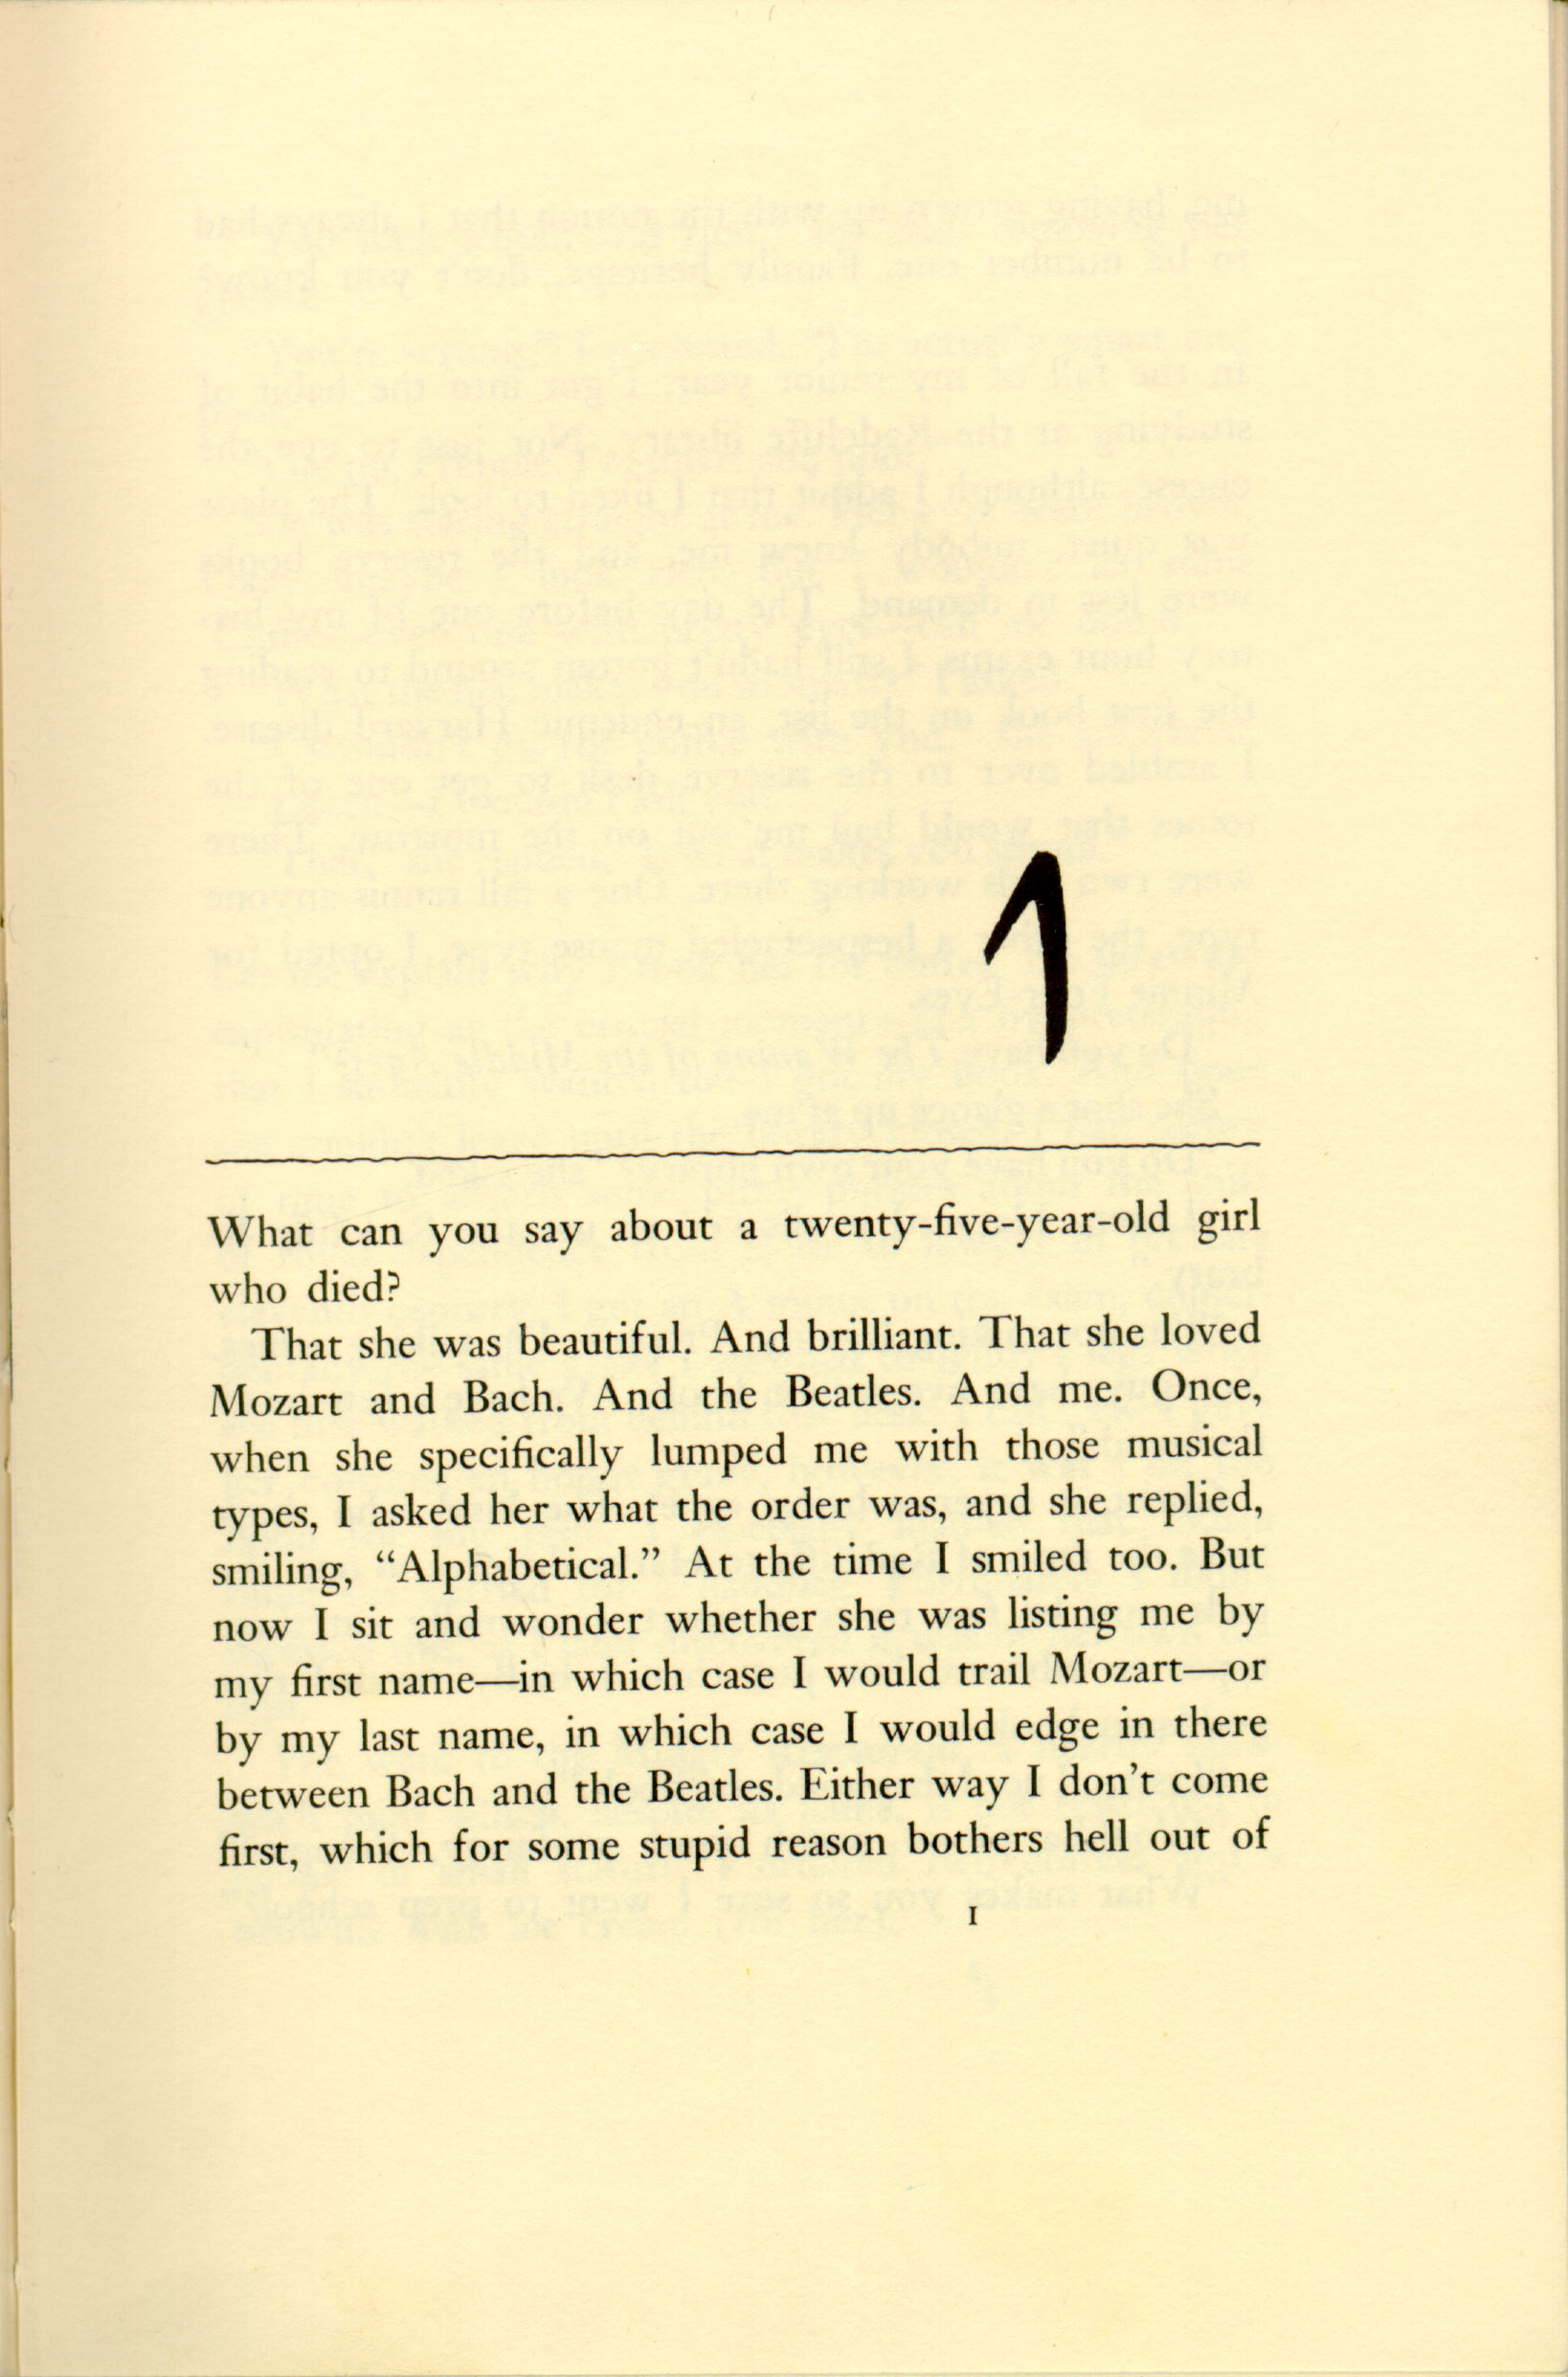 1
What can you say about a twenty-five-year-old girl
who died?
That she was beautiful. And brilliant. That she loved
Mozart and Bach. And the Beatles. And me. Once,
when she specifically lumped me with those musical
types, I asked her what the order was, and she replied,
smiling, “Alphabetical.” At the time I smiled too. But
now I sit and wonder whether she was listing me by
my first name—in which case I would trail Mozart—or
by my last name, in which case I would edge in there
between Bach and the Beatles. Either way I don’t come
first, which for some stupid reason bothers hell out of
1